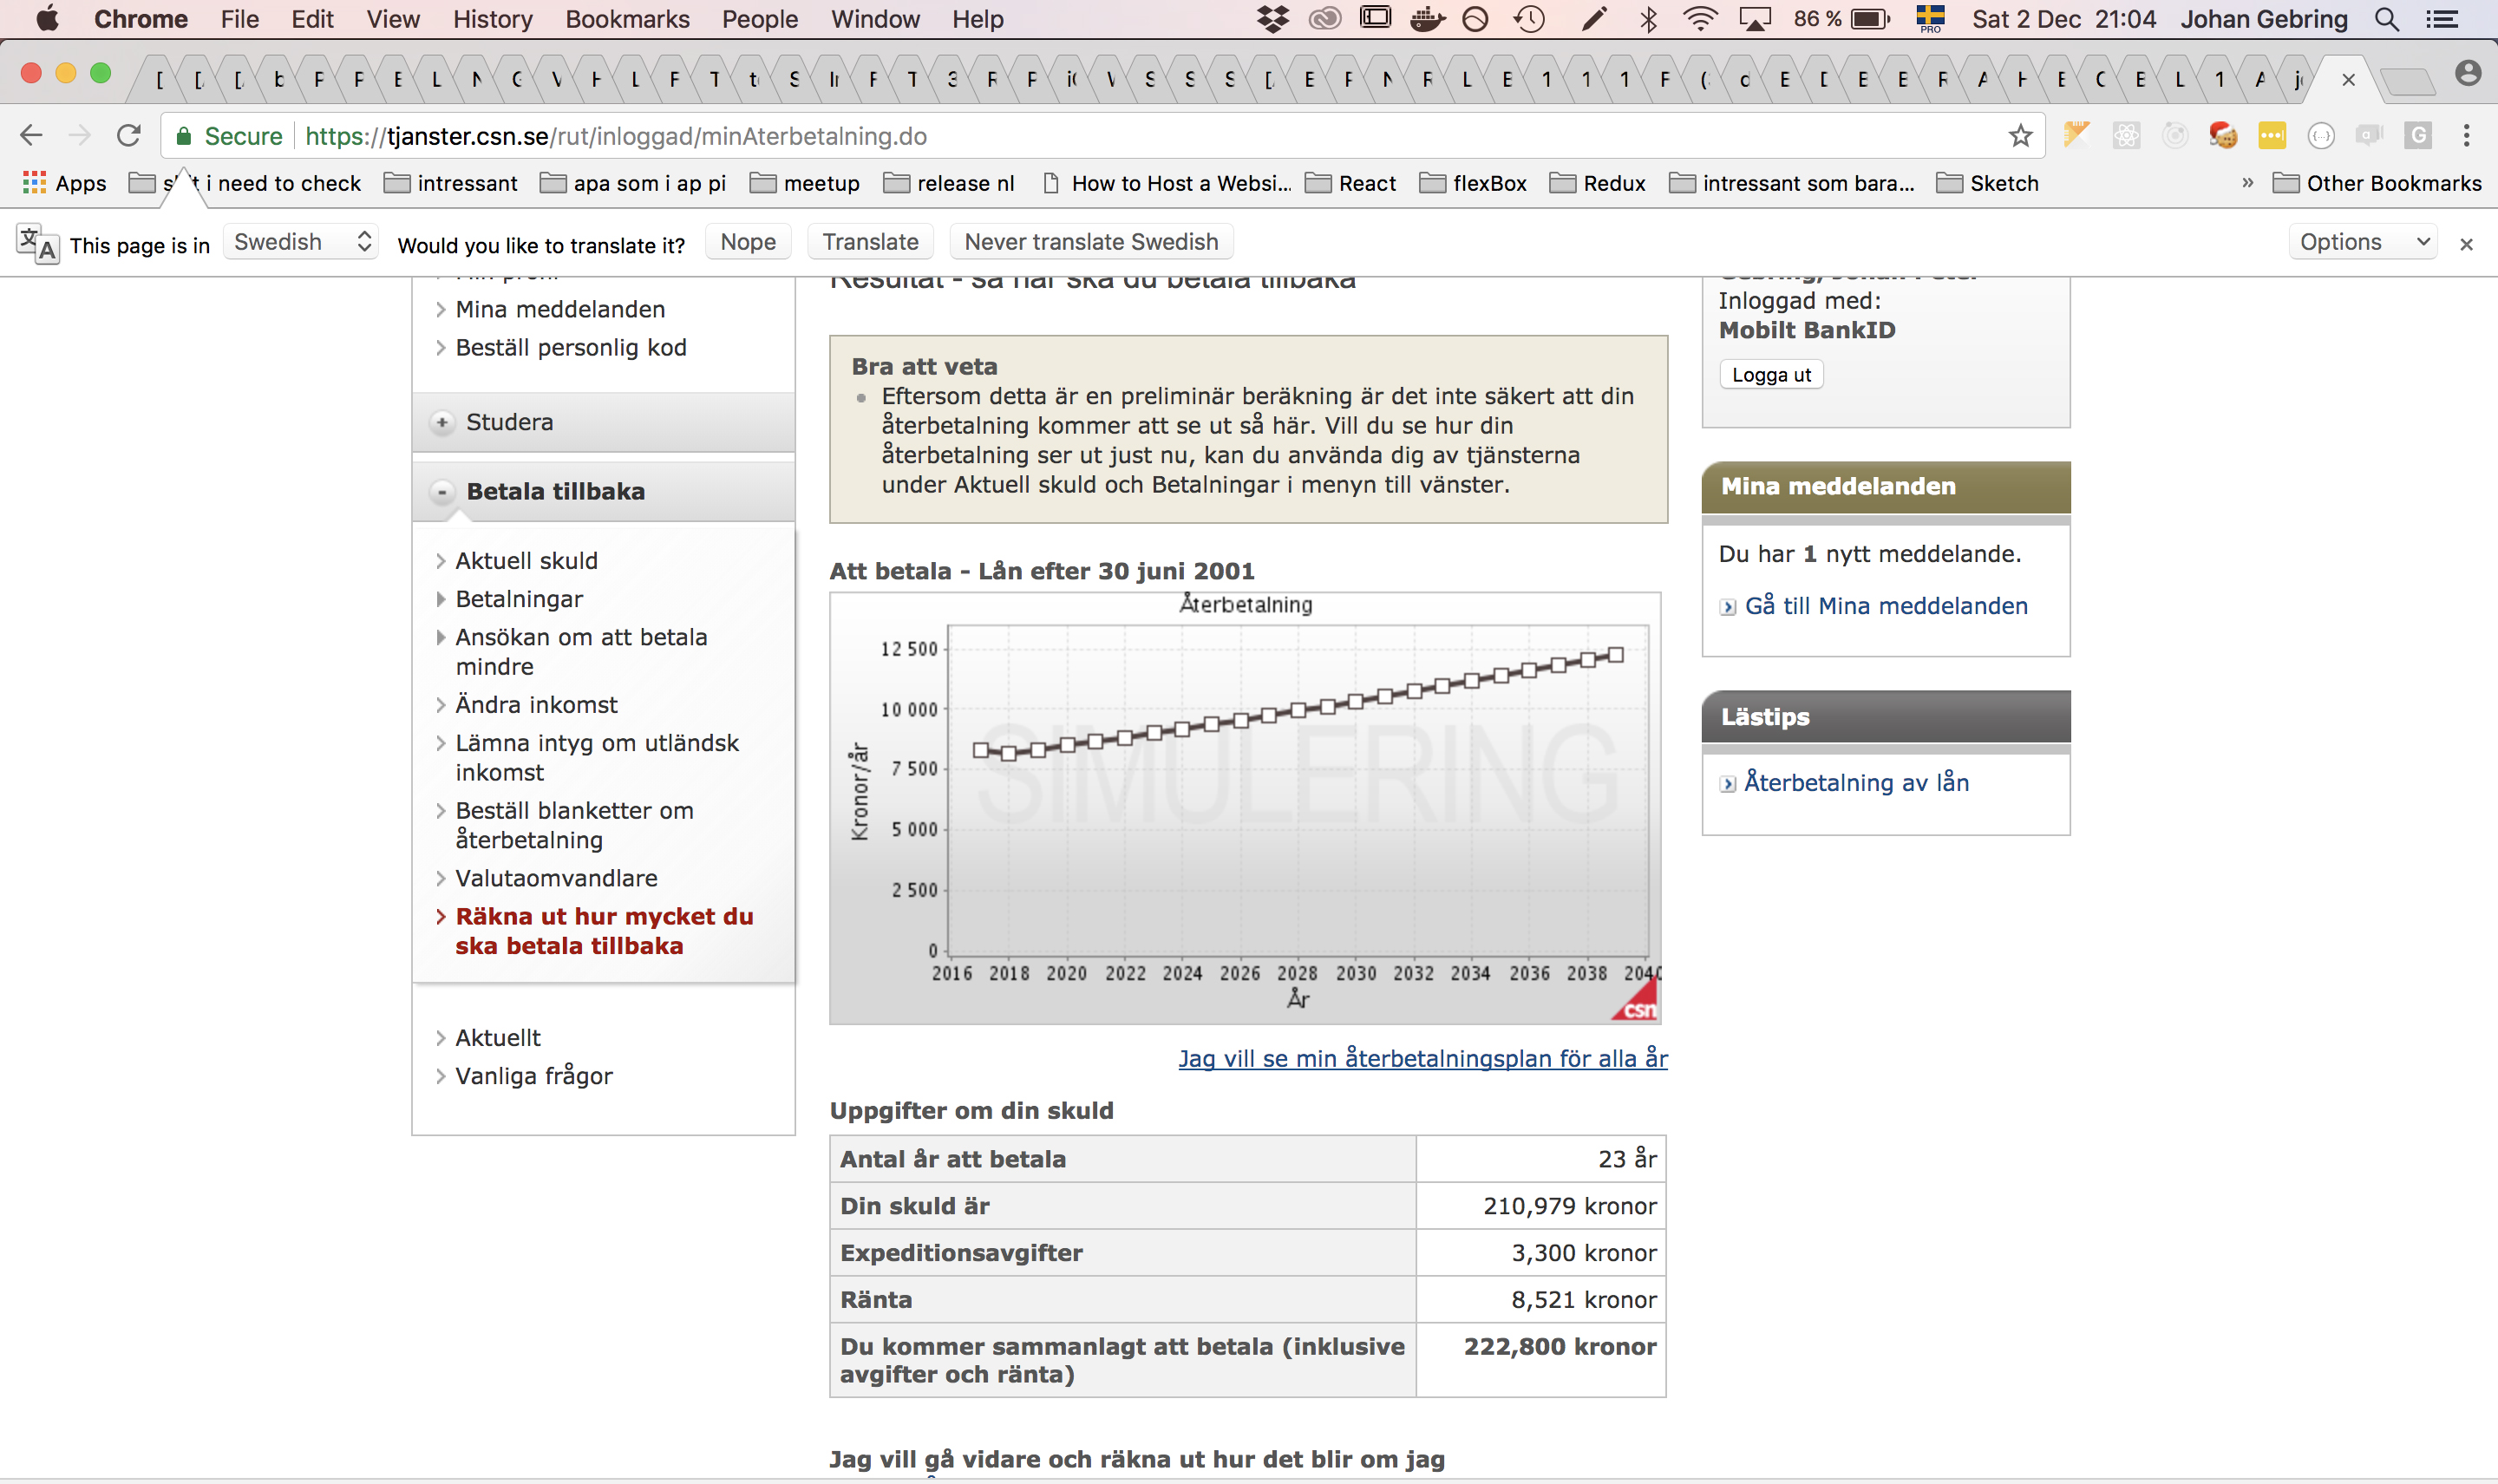 Chrome File Edit View History Bookmarks People Window Help 86 % PRO Sat 2 Dec 21:04 Johan Gebring
Secure https://tjanster.csn.se/rut/inloggad/minAterbetalning.do
Apps i need to check intressant apa som i ap pi meetup release nl How to Host a Websi... React flexBox Redux intressant som bara... Sketch » Other Bookmarks
This page is in Swedish Would you like to translate it? Nope Translate Never translate Swedish Options
Mina meddelanden
Beställ personlig kod
Studera
Betala tillbaka
Aktuell skuld
Betalningar
Ansökan om att betala
mindre
Ändra inkomst
Lämna intyg om utländsk
inkomst
Beställ blanketter om
återbetalning
Valutaomvandlare
Räkna ut hur mycket du
ska betala tillbaka
Aktuellt
Vanliga frågor
Resultat - så här ska du betala tillbaka
Bra att veta
Eftersom detta är en preliminär beräkning är det inte säkert att din
återbetalning kommer att se ut så här. Vill du se hur din
återbetalning ser ut just nu, kan du använda dig av tjänsterna
under Aktuell skuld och Betalningar i menyn till vänster.
Att betala - Lån efter 30 juni 2001
Återbetalning
12 500
10 000
7 500
5 000
2 500
0
Kronor/år
SIMULERING
2016 2018 2020 2022 2024 2026 2028 2030 2032 2034 2036 2038 2040
År
csn
Jag vill se min återbetalningsplan för alla år
Uppgifter om din skuld
Antal år att betala 23 år
Din skuld är 210,979 kronor
Expeditionsavgifter 3,300 kronor
Ränta 8,521 kronor
Du kommer sammanlagt att betala (inklusive 222,800 kronor
avgifter och ränta)
Jag vill gå vidare och räkna ut hur det blir om jag
Gebring, Johan Peter
Inloggad med:
Mobilt BankID
Logga ut
Mina meddelanden
Du har 1 nytt meddelande.
Gå till Mina meddelanden
Lästips
Återbetalning av lån